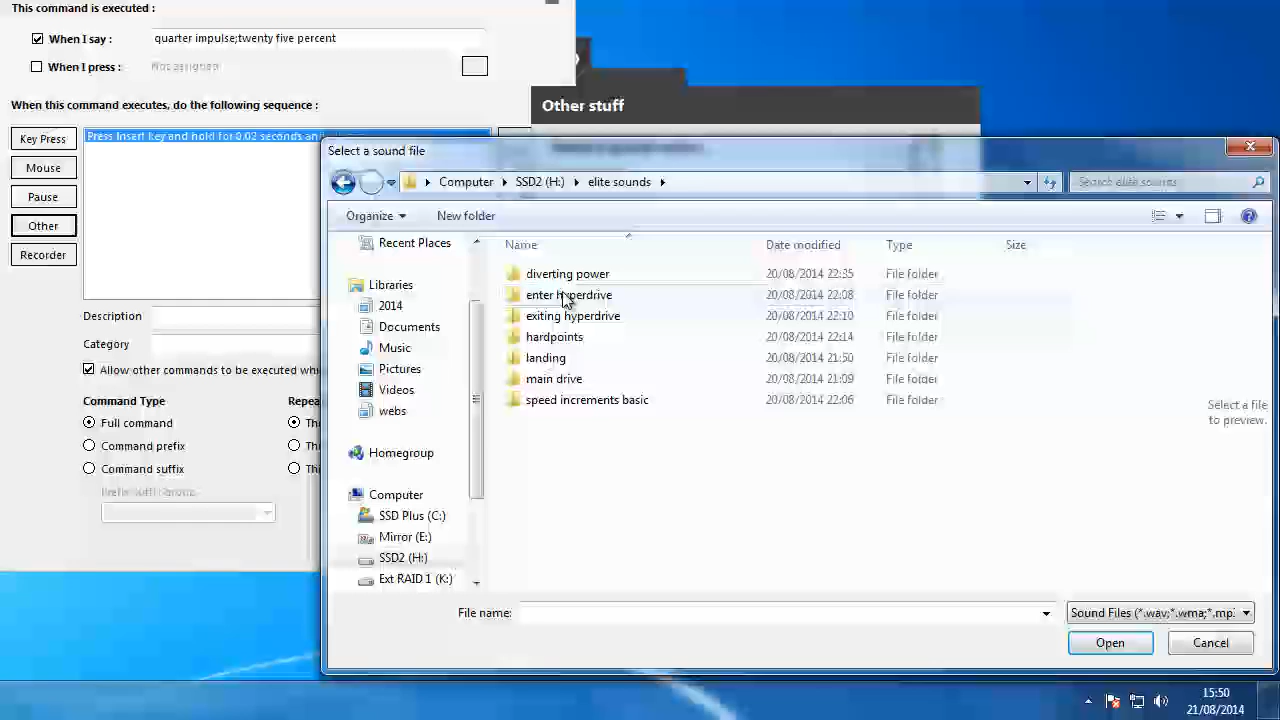 This command is executed :
When I say : quarter impulse;twenty five percent
When I press : Not assigned
When this command executes, do the following sequence :
Key Press
Mouse
Pause
Other
Recorder
Press Insert key and hold for 0.02 seconds an
Description
Category
Allow other commands to be executed whi
Command Type Repea
Full command Th
Command prefix Thi
Command suffix Thi
Other stuff
Select a sound file
Computer SSD2 (H:) elite sounds
Search elite sounds
Organize New folder
Name Date modified Type Size
diverting power 20/08/2014 22:35 File folder
enter hyperdrive 20/08/2014 22:08 File folder
exiting hyperdrive 20/08/2014 22:10 File folder
hardpoints 20/08/2014 22:14 File folder
landing 20/08/2014 21:50 File folder
main drive 20/08/2014 21:09 File folder
speed increments basic 20/08/2014 22:06 File folder
Recent Places
Libraries
2014
Documents
Music
Pictures
Videos
webs
Homegroup
Computer
SSD Plus (C:)
Mirror (E:)
SSD2 (H:)
Ext RAID 1 (K:)
Select a file
to preview.
File name:
Sound Files (*.wav;*.wma;*.mp
Open Cancel
15:50
21/08/2014